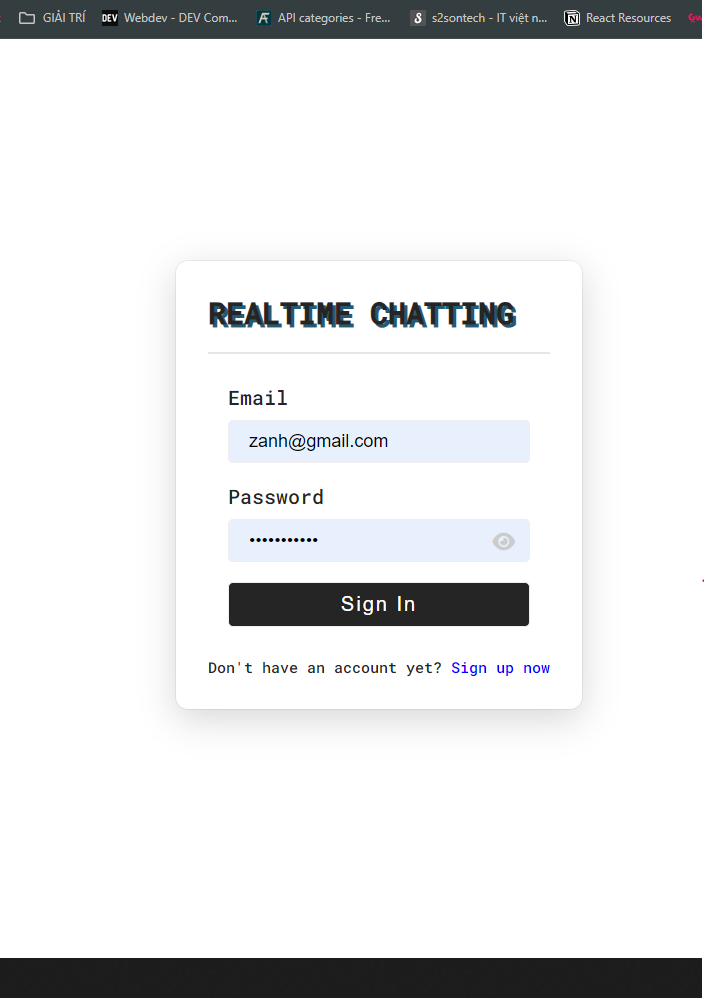 GIẢI TRÍ DEV Webdev - DEV Com... AF API categories - Fre... s2sontech - IT việt n... React Resources
REALTIME CHATTING
Email
zanh@gmail.com
Password
•••••••••••
Sign In
Don't have an account yet? Sign up now